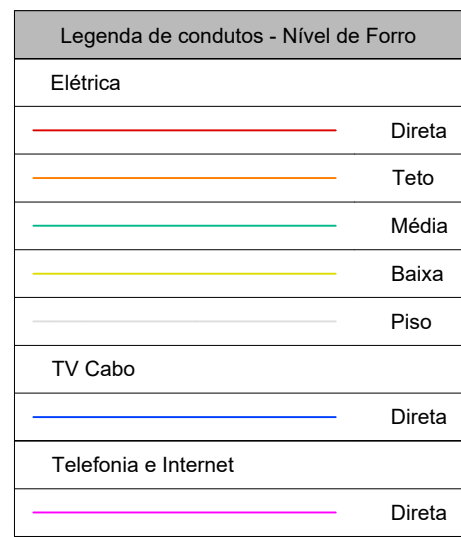 Legenda de condutos - Nível de Forro
Elétrica
Direta
Teto
Média
Baixa
Piso
TV Cabo
Direta
Telefonia e Internet
Direta